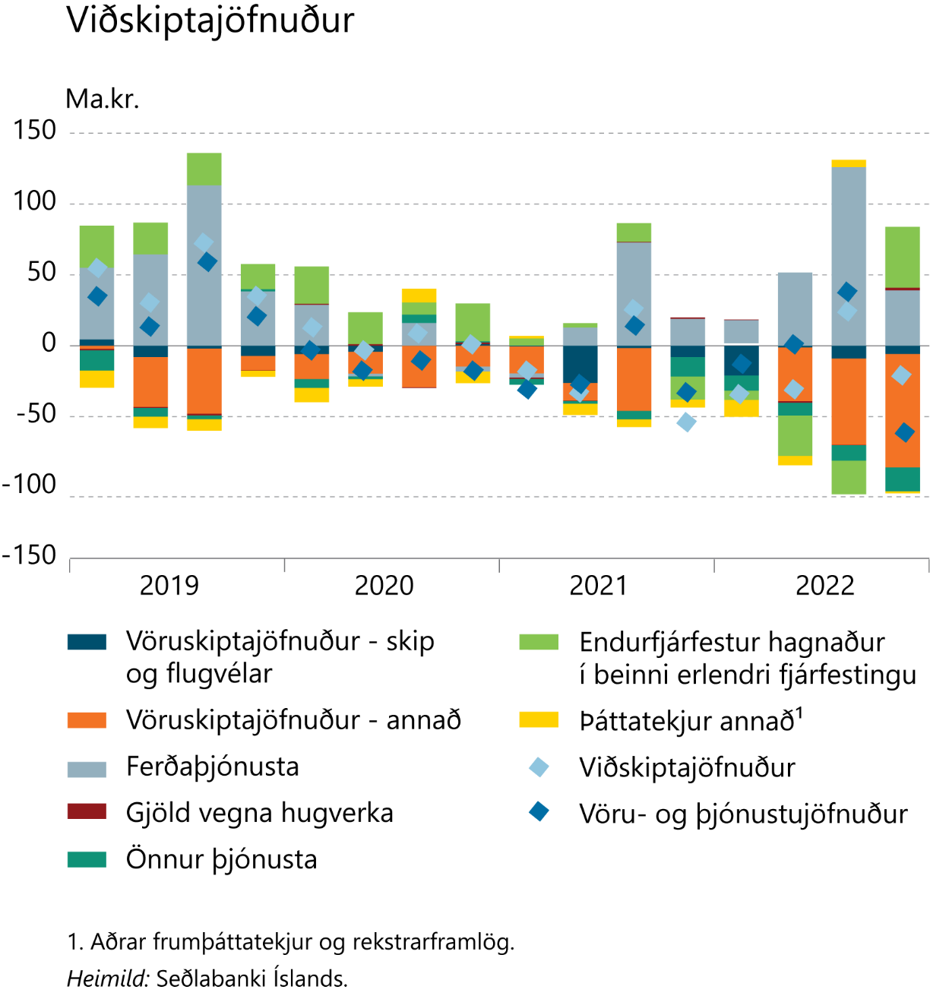 Viðskiptajöfnuður
Ma.kr.
150
100
50
0
-50
-100
-150
2019
2020
2021
2022
Vöruskiptajöfnuður - skip
og flugvélar
Vöruskiptajöfnuður - annað
Ferðaþjónusta
Gjöld vegna hugverka
Önnur þjónusta
Endurfjárfestur hagnaður
í beinni erlendri fjárfestingu
Þáttatekjur annað¹
Viðskiptajöfnuður
Vöru- og þjónustujöfnuður
1. Aðrar frumþáttatekjur og rekstrarframlög.
Heimild: Seðlabanki Íslands.